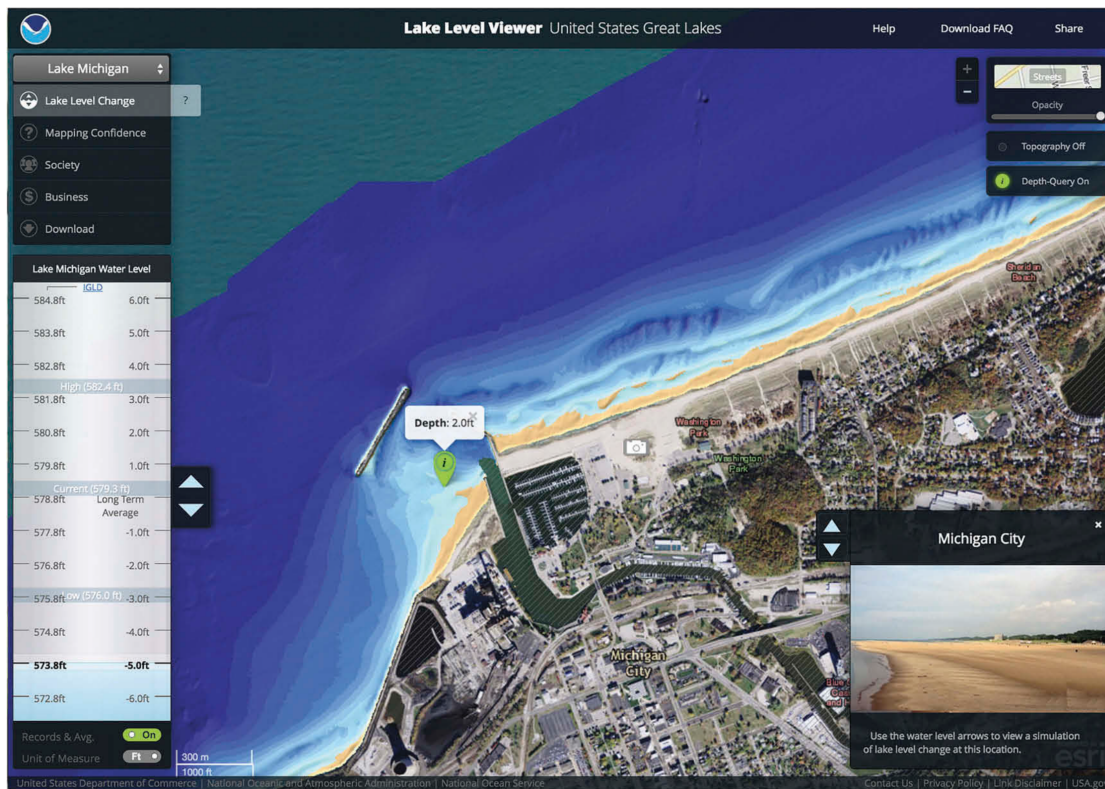 Lake Level Viewer United States Great Lakes
Help
Download FAQ
Share
Lake Michigan
Lake Level Change
?
Mapping Confidence
Society
Business
Download
Lake Michigan Water Level
IGLD
584.8ft 6.0ft
583.8ft 5.0ft
582.8ft 4.0ft
High (582.4 ft)
581.8ft 3.0ft
580.8ft 2.0ft
579.8ft 1.0ft
Current (579.3 ft)
578.8ft Long Term
Average
577.8ft -1.0ft
576.8ft -2.0ft
575.8ft Low (576.0 ft) -3.0ft
574.8ft -4.0ft
573.8ft -5.0ft
572.8ft -6.0ft
Records & Avg. On
Unit of Measure Ft
300 m
1000 ft
Depth: 2.0ft
i
Streets
Opacity
Topography Off
i Depth-Query On
Sheridan
Beach
Washington
Park
Washington
Park
Michigan
City
Michigan City
Use the water level arrows to view a simulation
of lake level change at this location.
esri
United States Department of Commerce | National Oceanic and Atmospheric Administration | National Ocean Service
Contact Us | Privacy Policy | Link Disclaimer | USA.gov